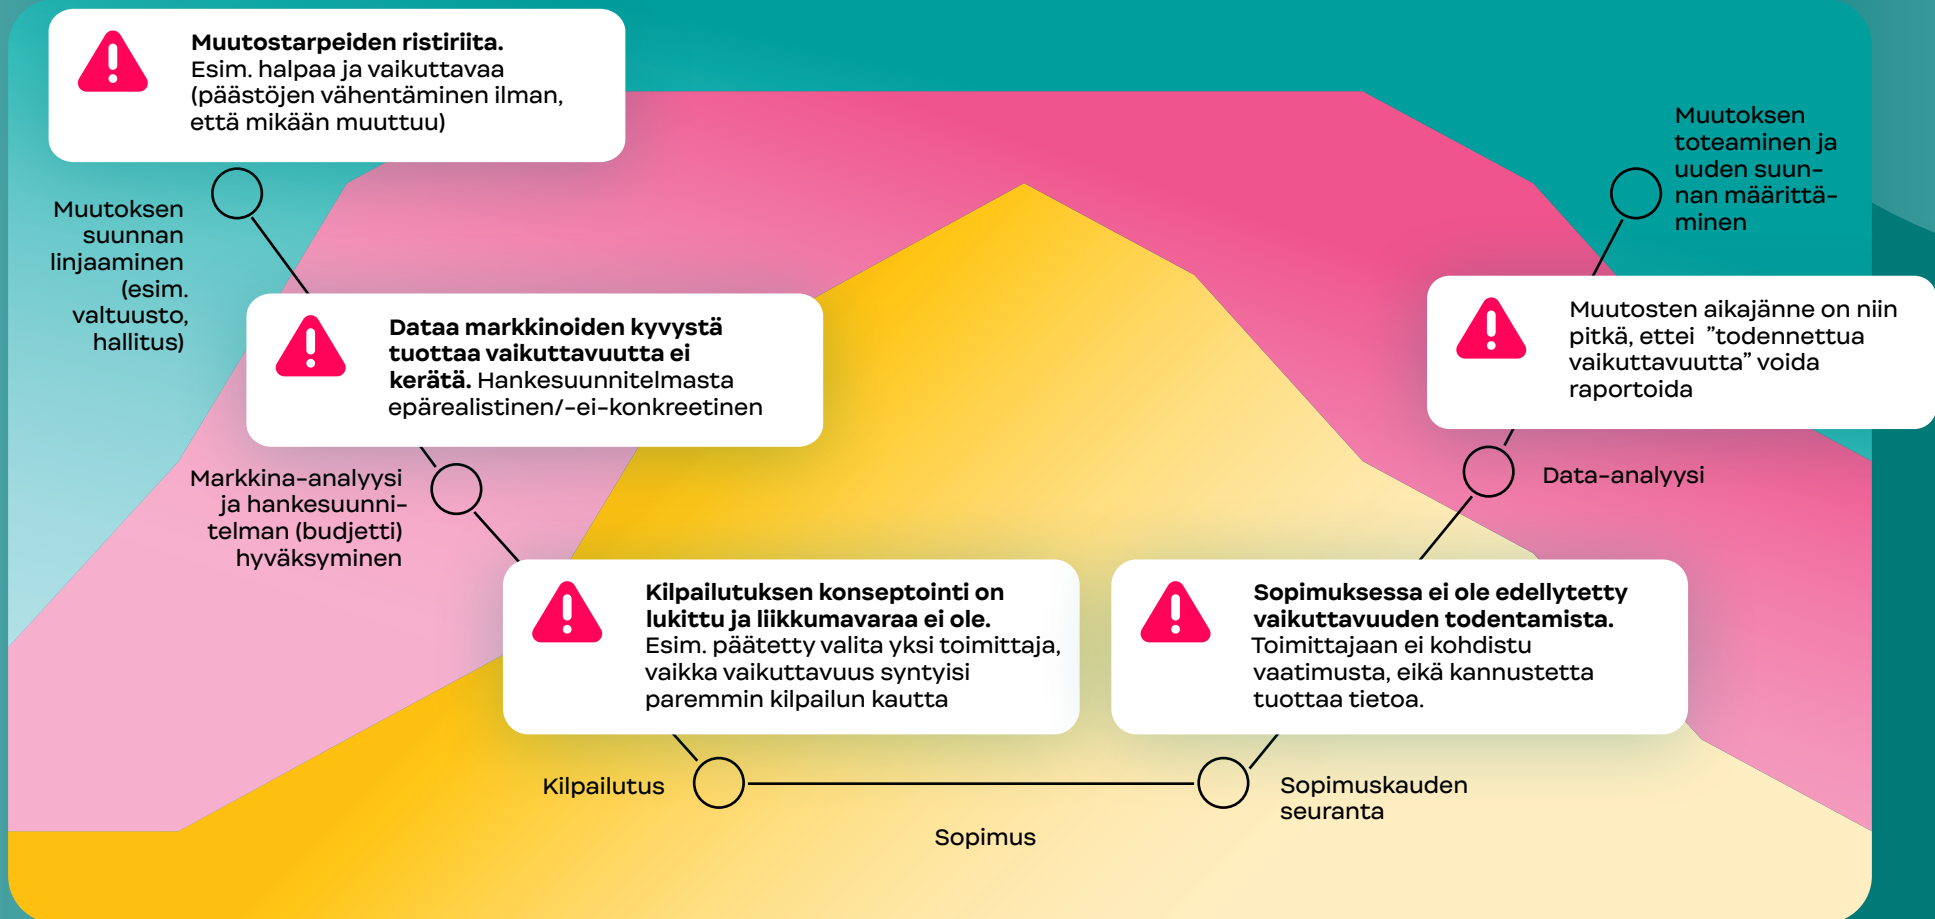 Muutostarpeiden ristiriita.
Esim. halpaa ja vaikuttavaa
(päästöjen vähentäminen ilman,
että mikään muuttuu)
Muutoksen
suunnan
linjaaminen
(esim.
valtuusto,
hallitus)
Dataa markkinoiden kyvystä
tuottaa vaikuttavuutta ei
kerätä. Hankesuunnitelmasta
epärealistinen/-ei-konkreetinen
Markkina-analyysi
ja hankesuunni-
telman (budjetti)
hyväksyminen
Kilpailutuksen konseptointi on
lukittu ja liikkumavaraa ei ole.
Esim. päätetty valita yksi toimittaja,
vaikka vaikuttavuus syntyisi
paremmin kilpailun kautta
Kilpailutus
Sopimus
Sopimuksessa ei ole edellytetty
vaikuttavuuden todentamista.
Toimittajaan ei kohdistu
vaatimusta, eikä kannustetta
tuottaa tietoa.
Sopimuskauden
seuranta
Muutosten aikajänne on niin
pitkä, ettei "todennettua
vaikuttavuutta" voida
raportoida
Data-analyysi
Muutoksen
toteaminen ja
uuden suun-
nan määrittä-
minen